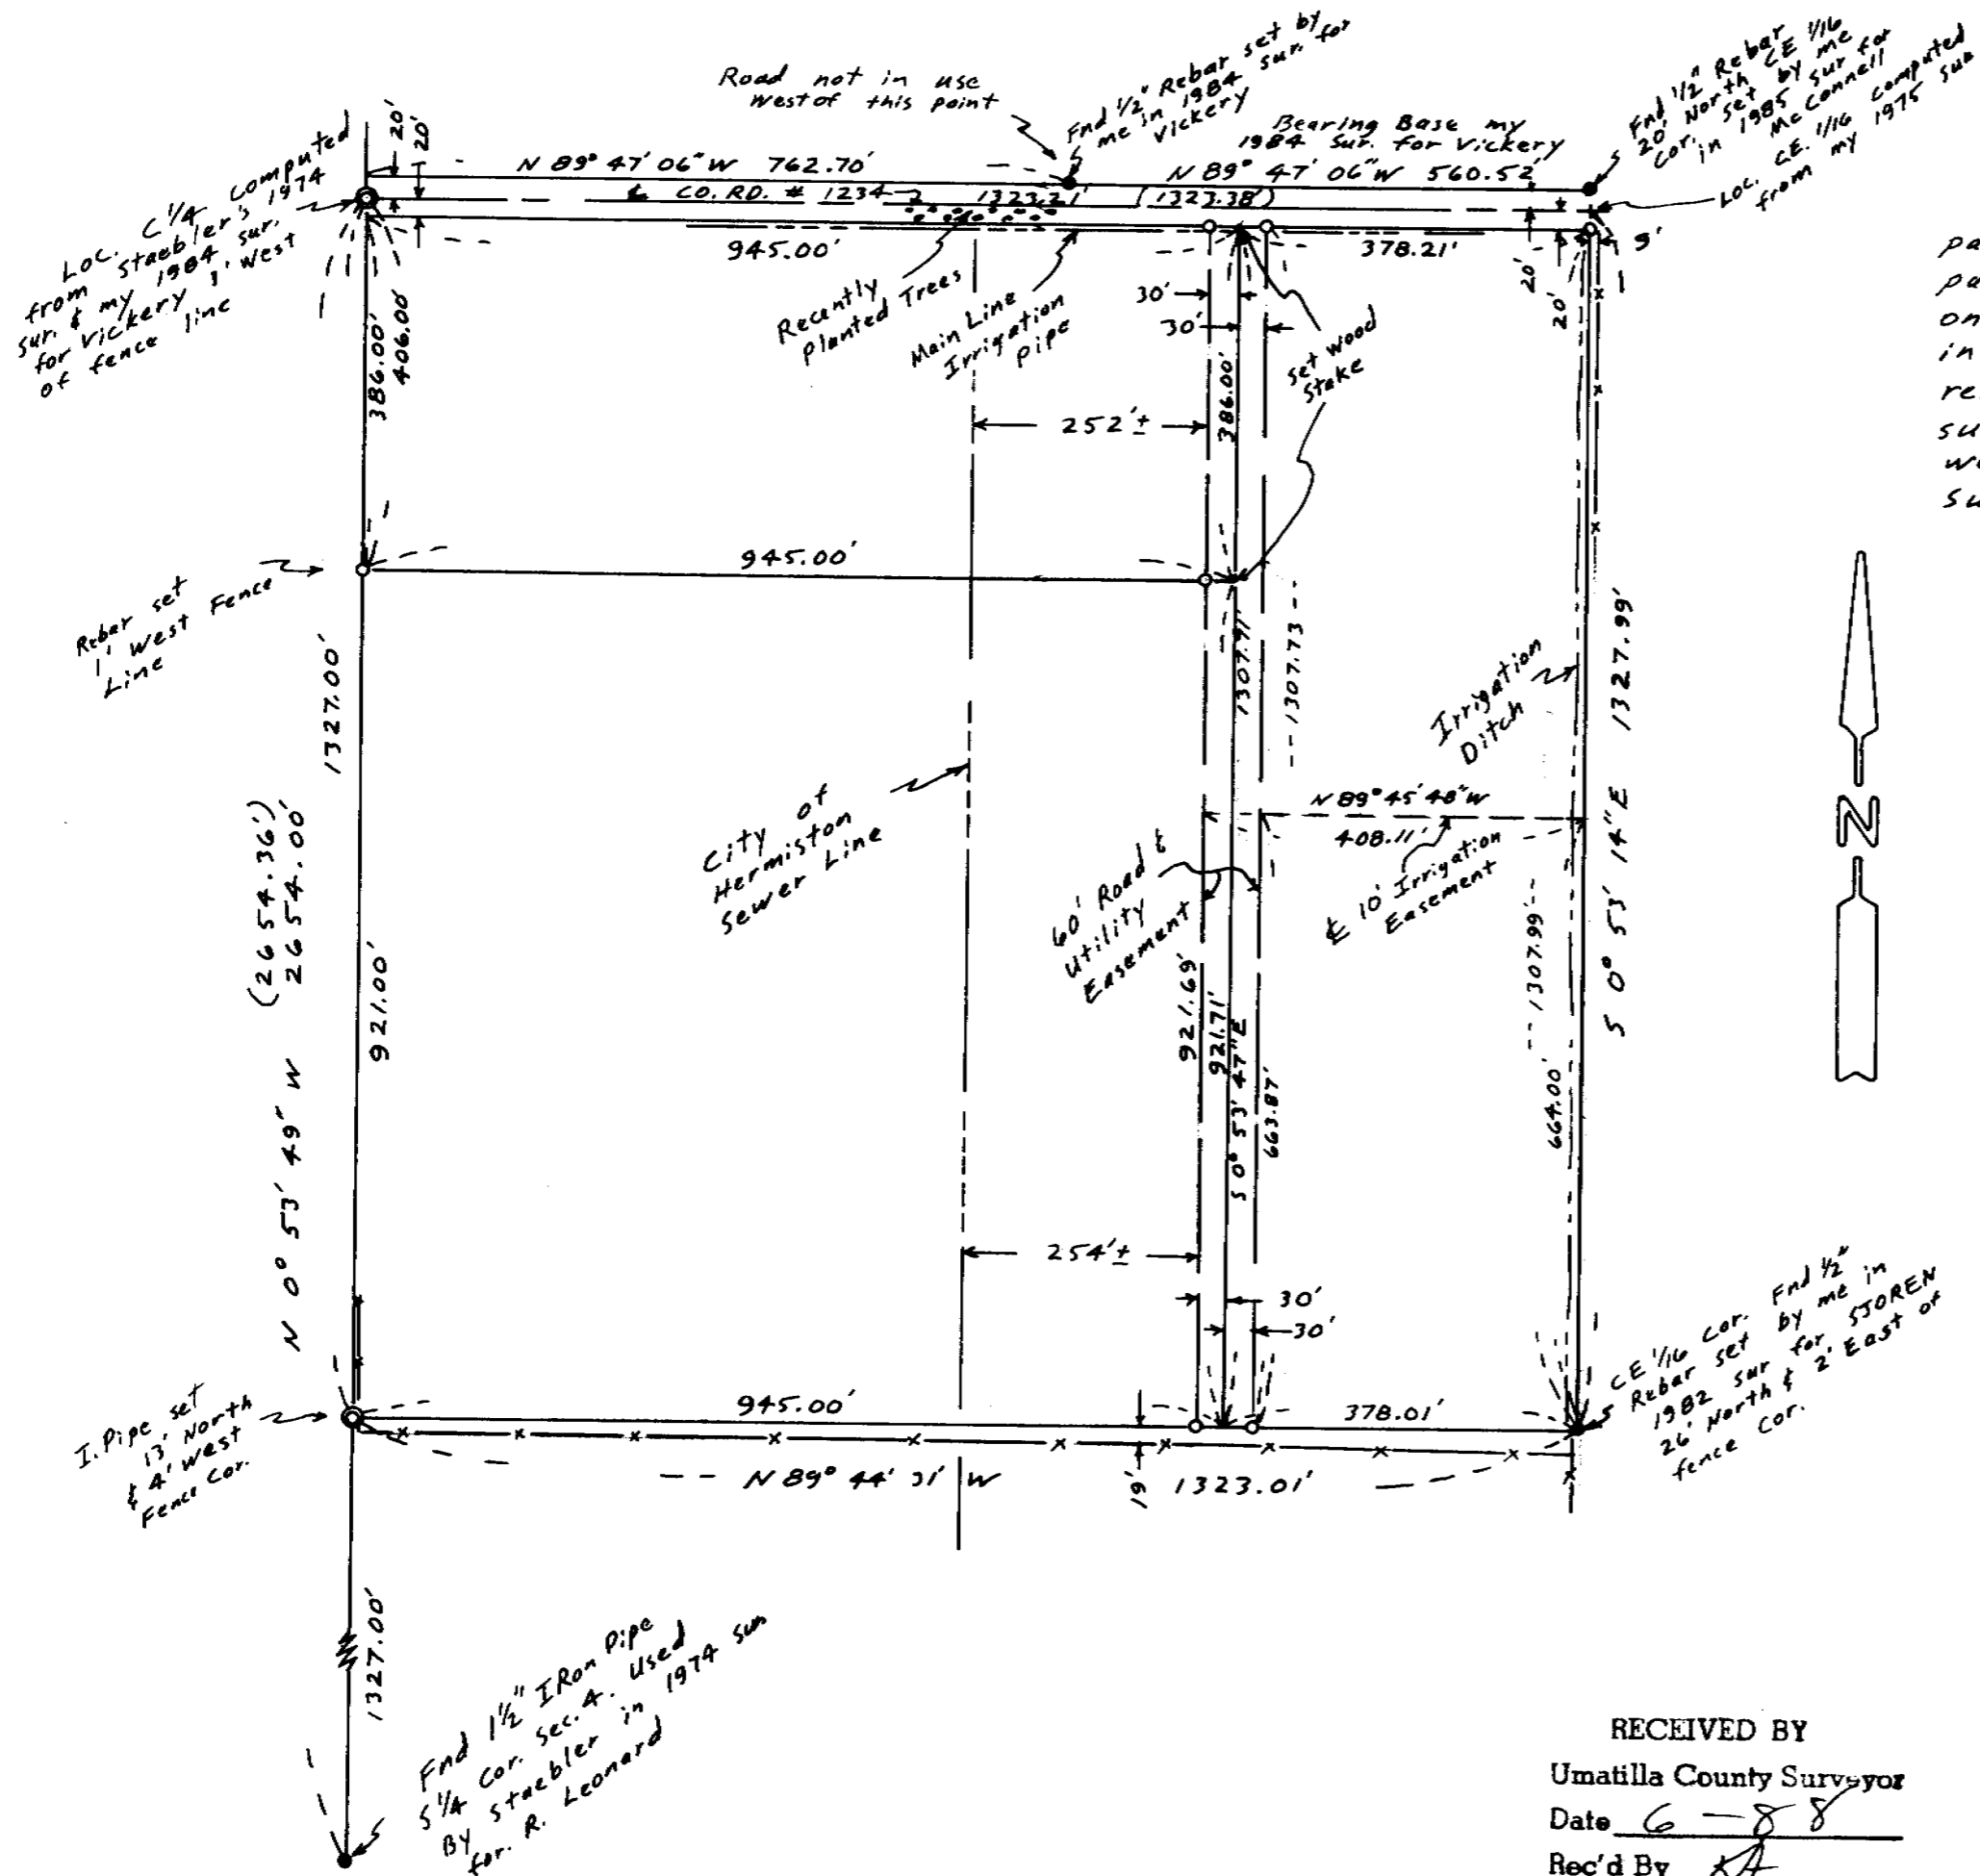 Road not in use
West of this point
Fnd 1/2" Rebar set by
me in 1984 sur. for
Vickery
Fnd 1/2" Rebar
20' North CE 1/16
Cor. set by me
in 1985 sur for
Mc Connell
Loc. CE. 1/16 computed
from my 1975 sur
Bearing Base my
1984 Sur. for Vickery
20'
20'
N 89° 47' 06" W 762.70'
N 89° 47' 06" W 560.52'
℄ CO. RD. # 1234
1323.21'
(1323.38')
Loc. C 1/4 computed
from Staebler's 1974
sur. & my 1984 sur.
for Vickery 1' West
of fence line
945.00'
378.21'
9'
20'
20'
30'
30'
Recently
planted Trees
Main Line
Irrigation
pipe
set wood
stake
386.00'
406.00'
386.00'
252' ±
pa
pa
on
in
re
su
we
su
945.00'
Rebar set
1' West Fence
Line
1327.00'
1307.71'
--1307.73--
Irrigation
Ditch
S 0° 53' 14" E 1327.99'
N
N 89° 45' 48" W
408.11'
℄ 10' Irrigation
Easement
City of
Hermiston
Sewer Line
60' Road &
Utility
Easement
(2654.36')
2654.00'
N 0° 53' 49" W
921.00'
921.69'
921.71'
S 0° 53' 47" E
663.87'
--1307.99'--
664.00'
254' ±
30'
30'
I. Pipe set
13' North
& 4' West
Fence Cor.
CE 1/16 Cor. Fnd 1/2"
Rebar set by me in
1982 sur for SJOREN
26' North & 2' East of
fence Cor.
945.00'
378.01'
N 89° 44' 31" W
19'
1323.01'
1327.00'
Fnd 1 1/2" IRon Pipe
S 1/4 Cor. Sec. 4. Used
By Staebler in 1974 sur
for. R. Leonard
RECEIVED BY
Umatilla County Surveyor
Date 6-88
Rec'd By